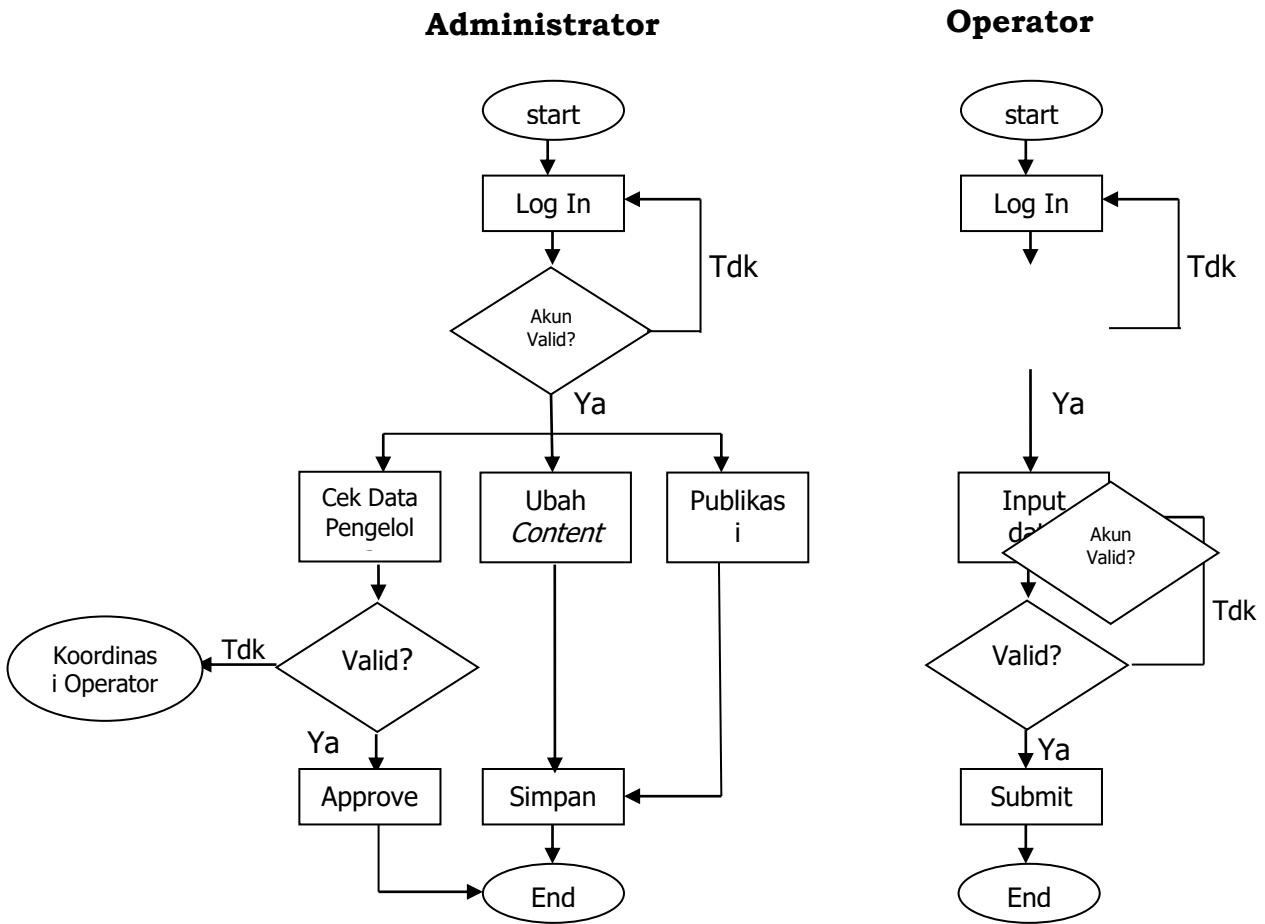 Administrator
start
Log In
Tdk
Akun
Valid?
Ya
Cek Data
Pengelol
Ubah
Content
Publikas
i
Koordinas
i Operator
Tdk
Valid?
Ya
Approve
Simpan
End
Operator
start
Log In
Tdk
Ya
Input
Akun
Valid?
Tdk
Valid?
Ya
Submit
End